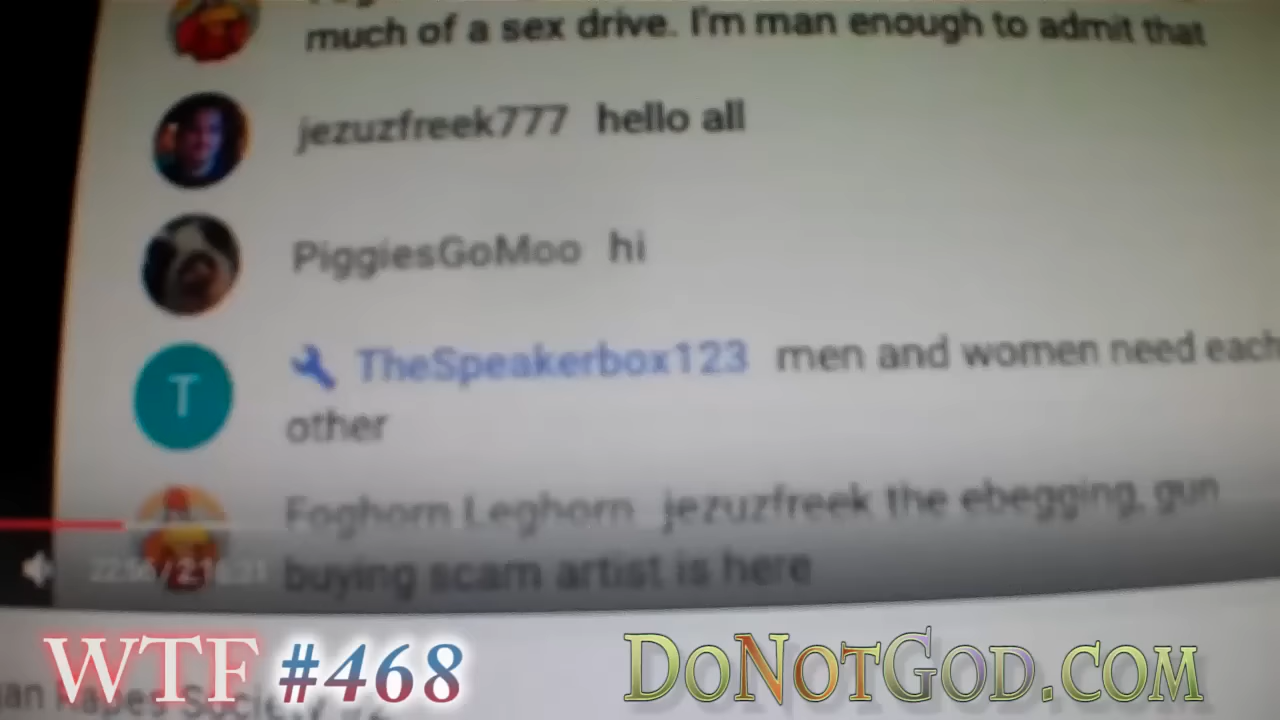 much of a sex drive. I'm man enough to admit that
jezuzfreek777 hello all
PiggiesGoMoo hi
T
TheSpeakerbox123 men and women need each
other
Foghorn Leghorn jezuzfreek the ebegging, gun
buying scam artist is here
WTF #468
DoNotGod.com